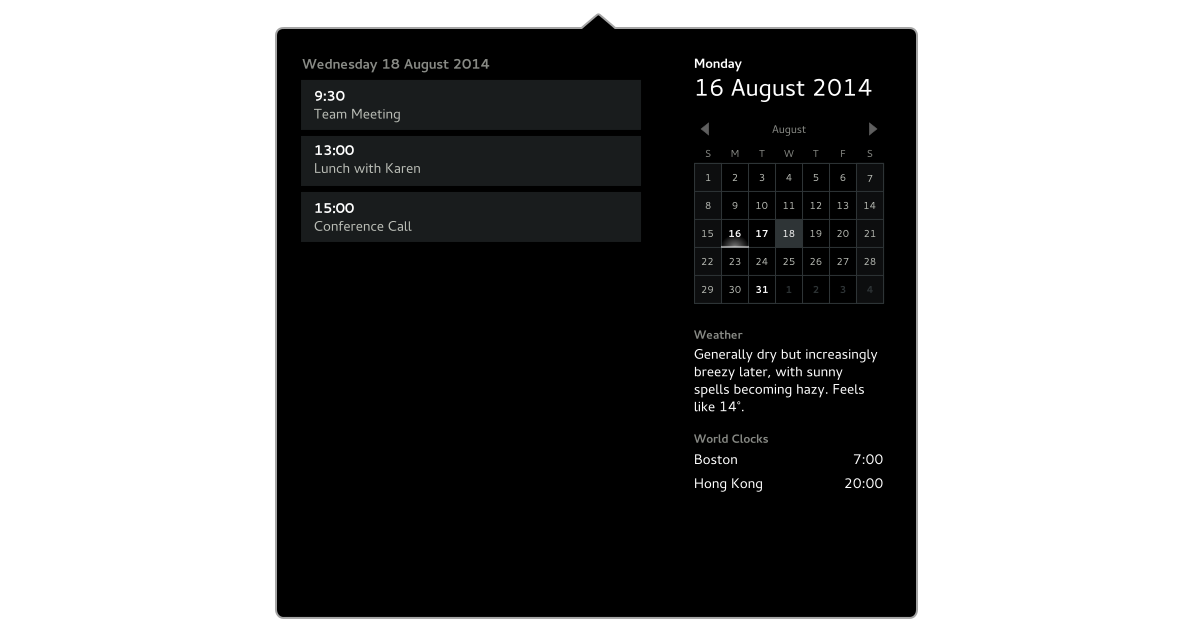 Wednesday 18 August 2014
9:30
Team Meeting
13:00
Lunch with Karen
15:00
Conference Call
Monday
16 August 2014
August
S M T W T F S
1 2 3 4 5 6 7
8 9 10 11 12 13 14
15 16 17 18 19 20 21
22 23 24 25 26 27 28
29 30 31 1 2 3 4
Weather
Generally dry but increasingly
breezy later, with sunny
spells becoming hazy. Feels
like 14°.
World Clocks
Boston 7:00
Hong Kong 20:00